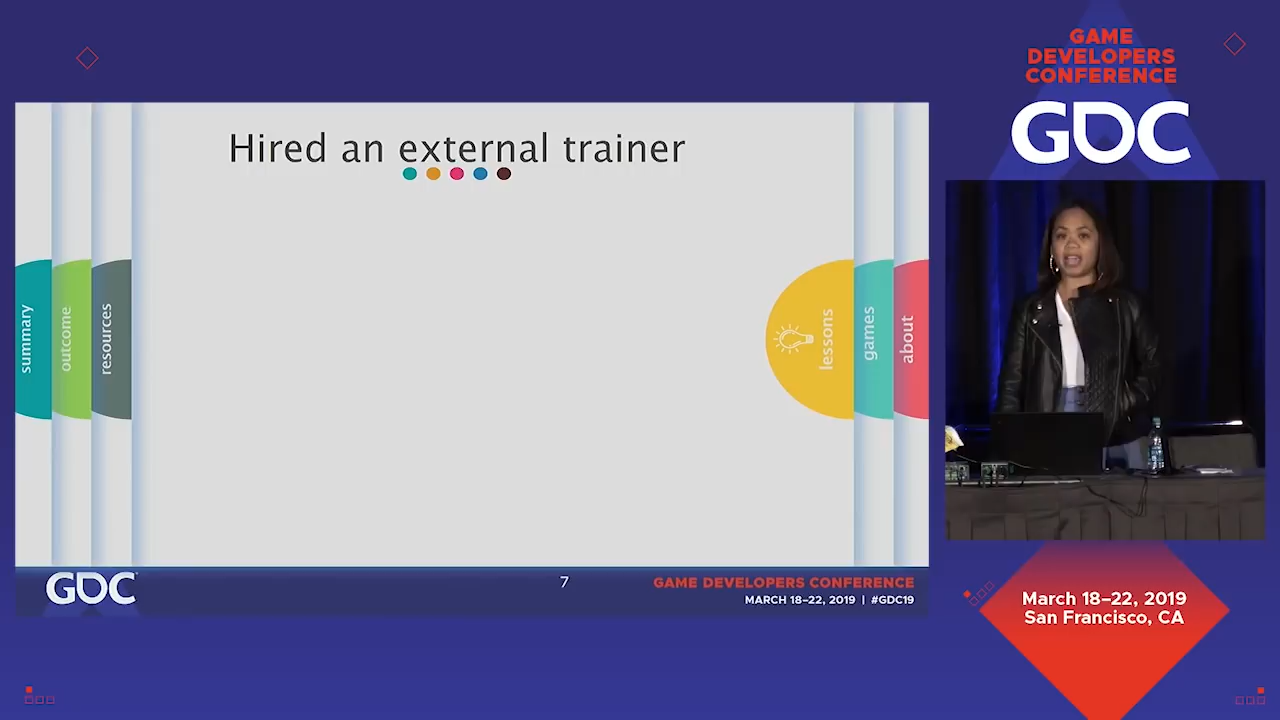 GAME
DEVELOPERS
CONFERENCE
GDC
Hired an external trainer
summary
outcome
resources
lessons
games
about
GDC
7
GAME DEVELOPERS CONFERENCE
MARCH 18–22, 2019 | #GDC19
March 18–22, 2019
San Francisco, CA